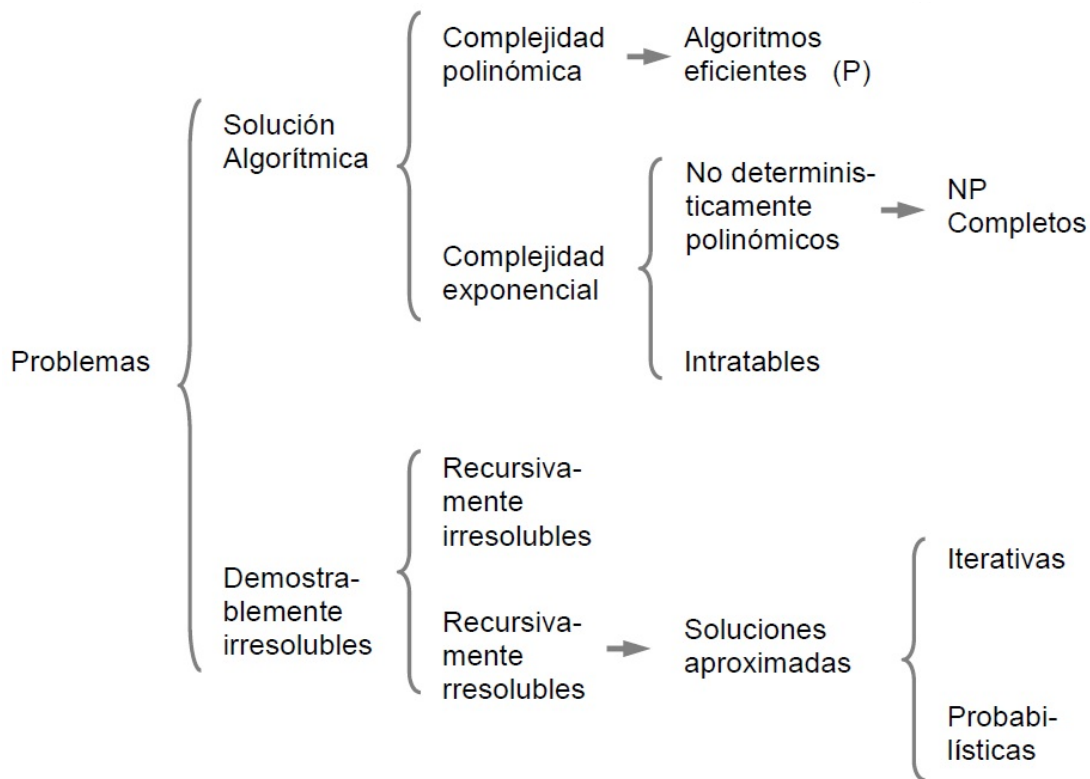 Complejidad
polinómica
Algoritmos
eficientes (P)
Solución
Algorítmica
No determinis-
ticamente
polinómicos
NP
Completos
Complejidad
exponencial
Intratables
Problemas
Recursiva-
mente
irresolubles
Demostra-
blemente
irresolubles
Recursiva-
mente
rresolubles
Soluciones
aproximadas
Iterativas
Probabi-
lísticas